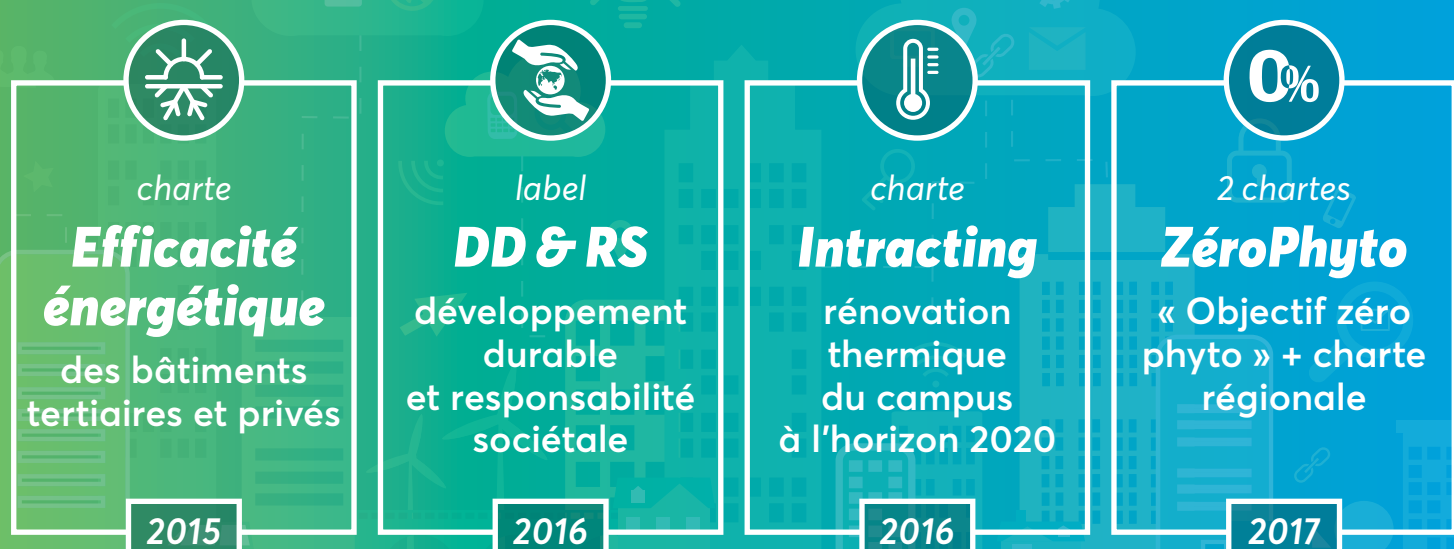 charte
Efficacité
énergétique
des bâtiments
tertiaires et privés
2015
label
DD & RS
développement
durable
et responsabilité
sociétale
2016
charte
Intracting
rénovation
thermique
du campus
à l'horizon 2020
2016
0%
2 chartes
ZéroPhyto
« Objectif zéro
phyto » + charte
régionale
2017